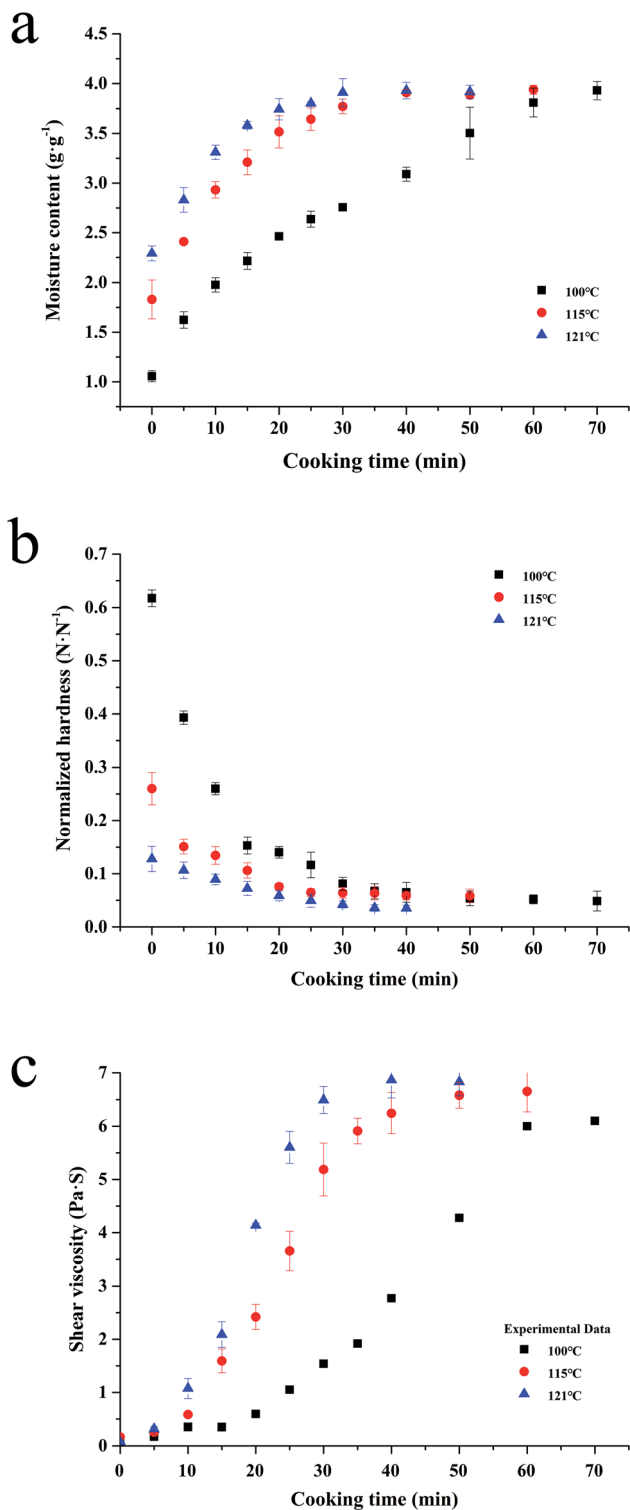 a
4.5
4.0
3.5
3.0
2.5
2.0
1.5
1.0
Moisture content (g·g⁻¹)
100℃
115℃
121℃
0 10 20 30 40 50 60 70
Cooking time (min)
b
0.7
0.6
0.5
0.4
0.3
0.2
0.1
0.0
Normalized hardness (N·N⁻¹)
100℃
115℃
121℃
0 10 20 30 40 50 60 70
Cooking time (min)
c
7
6
5
4
3
2
1
0
Shear viscosity (Pa·S)
Experimental Data
100℃
115℃
121℃
0 10 20 30 40 50 60 70
Cooking time (min)